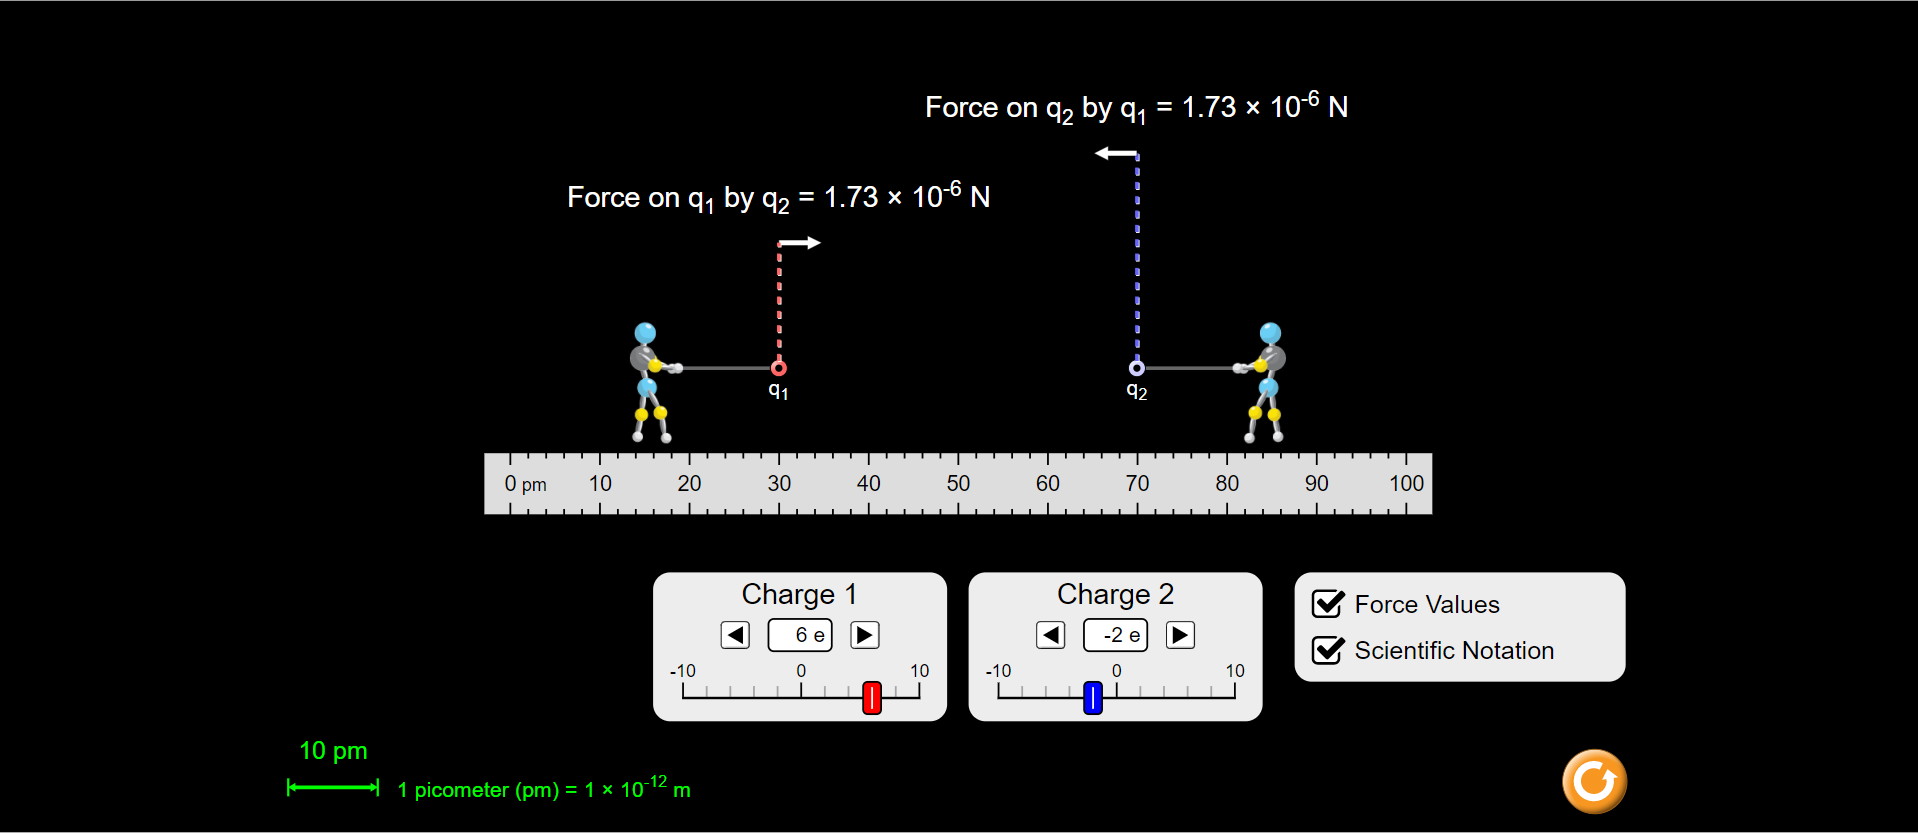 Force on q2 by q1 = 1.73 × 10^-6 N
Force on q1 by q2 = 1.73 × 10^-6 N
q1
q2
0 pm 10 20 30 40 50 60 70 80 90 100
Charge 1
6 e
-10 0 10
Charge 2
-2 e
-10 0 10
Force Values
Scientific Notation
10 pm
1 picometer (pm) = 1 × 10^-12 m